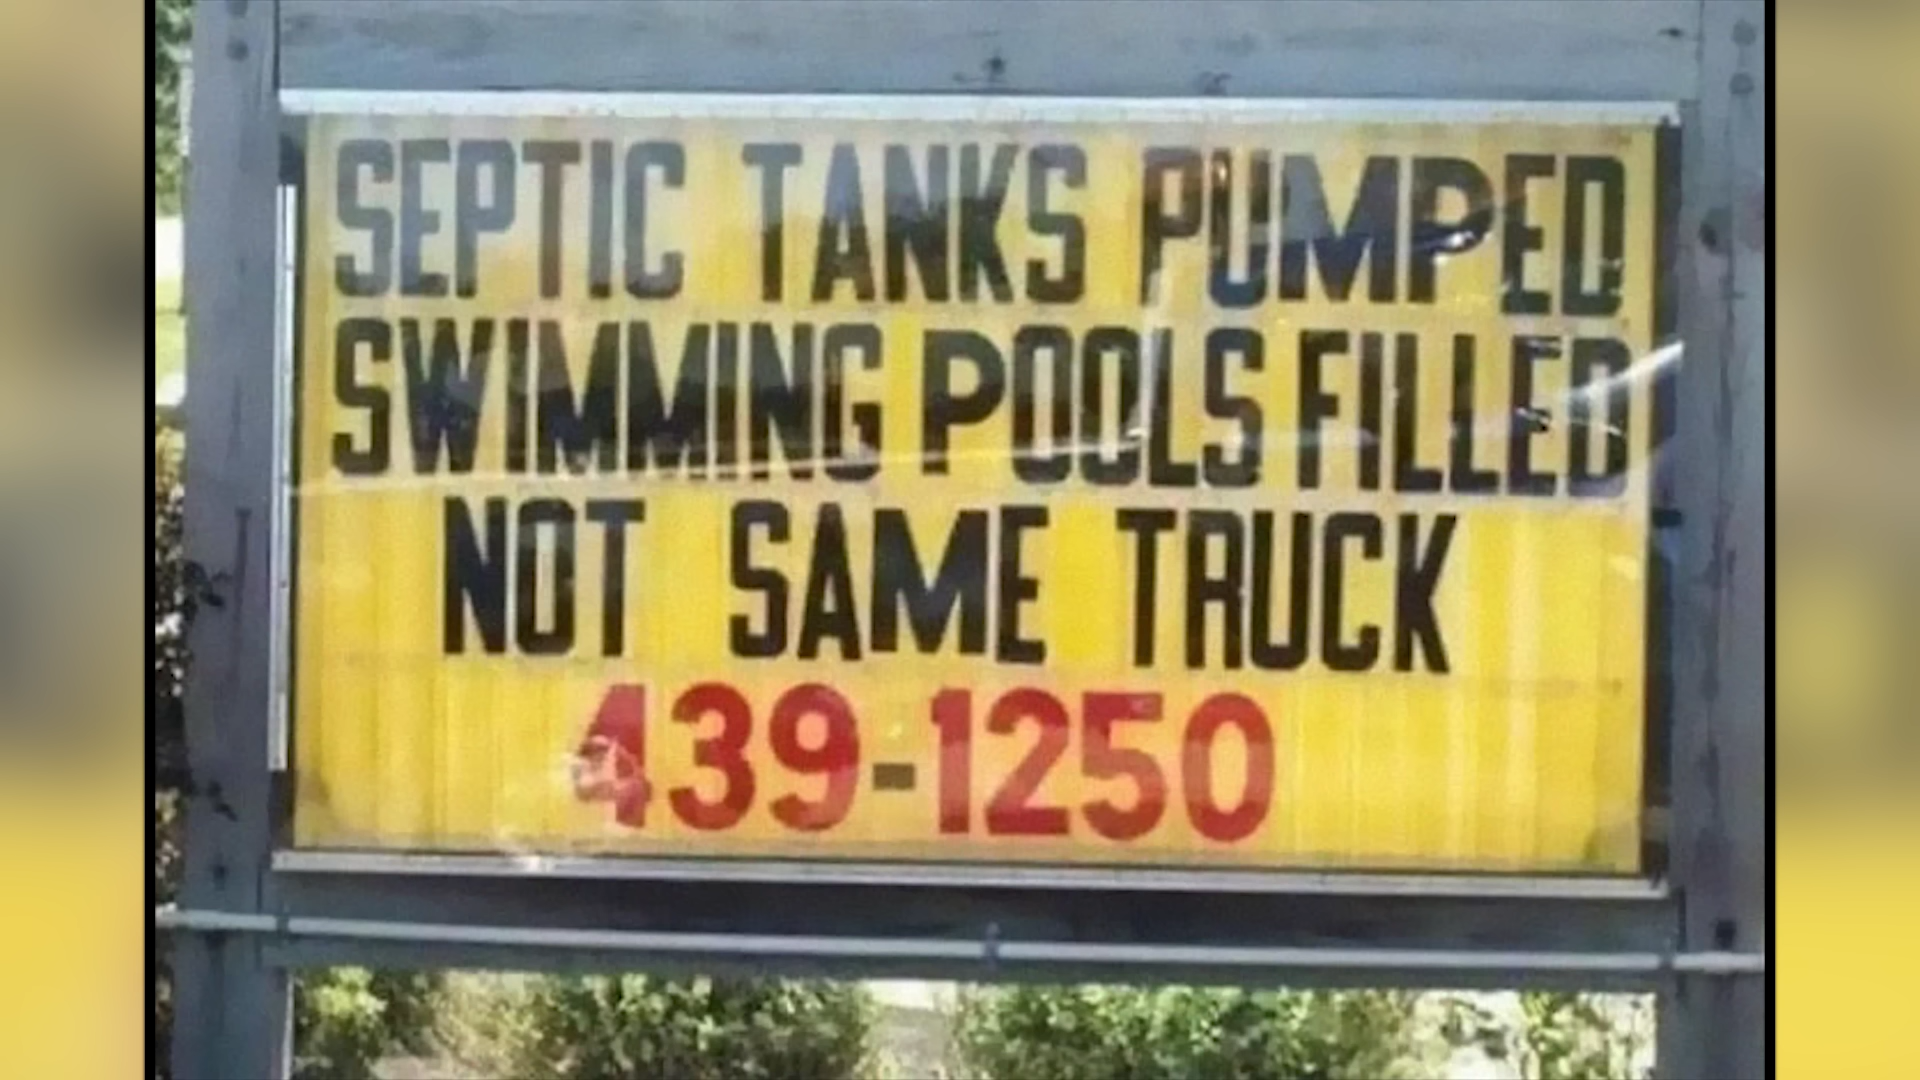 SEPTIC TANKS PUMPED
SWIMMING POOLS FILLED
NOT SAME TRUCK
439-1250